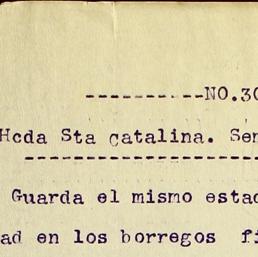 ----------NO.30
Hcda Sta catalina. Sen
--------------------
Guarda el mismo estad
ad en los borregos fi